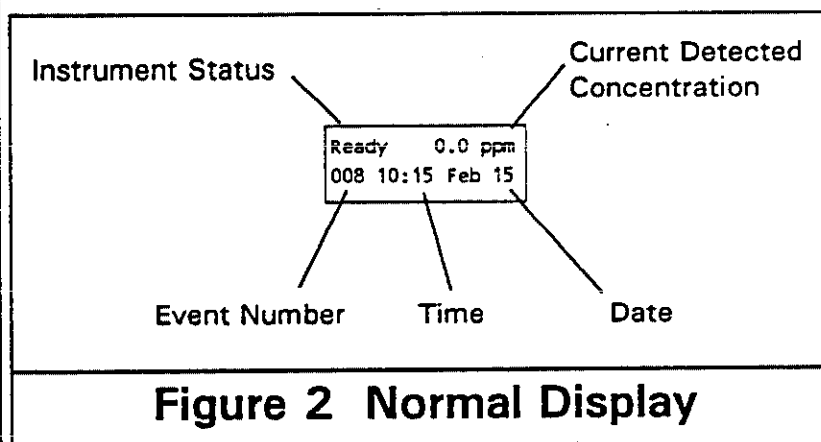 Instrument Status
Current Detected
Concentration
Ready 0.0 ppm
008 10:15 Feb 15
Event Number Time Date
Figure 2 Normal Display